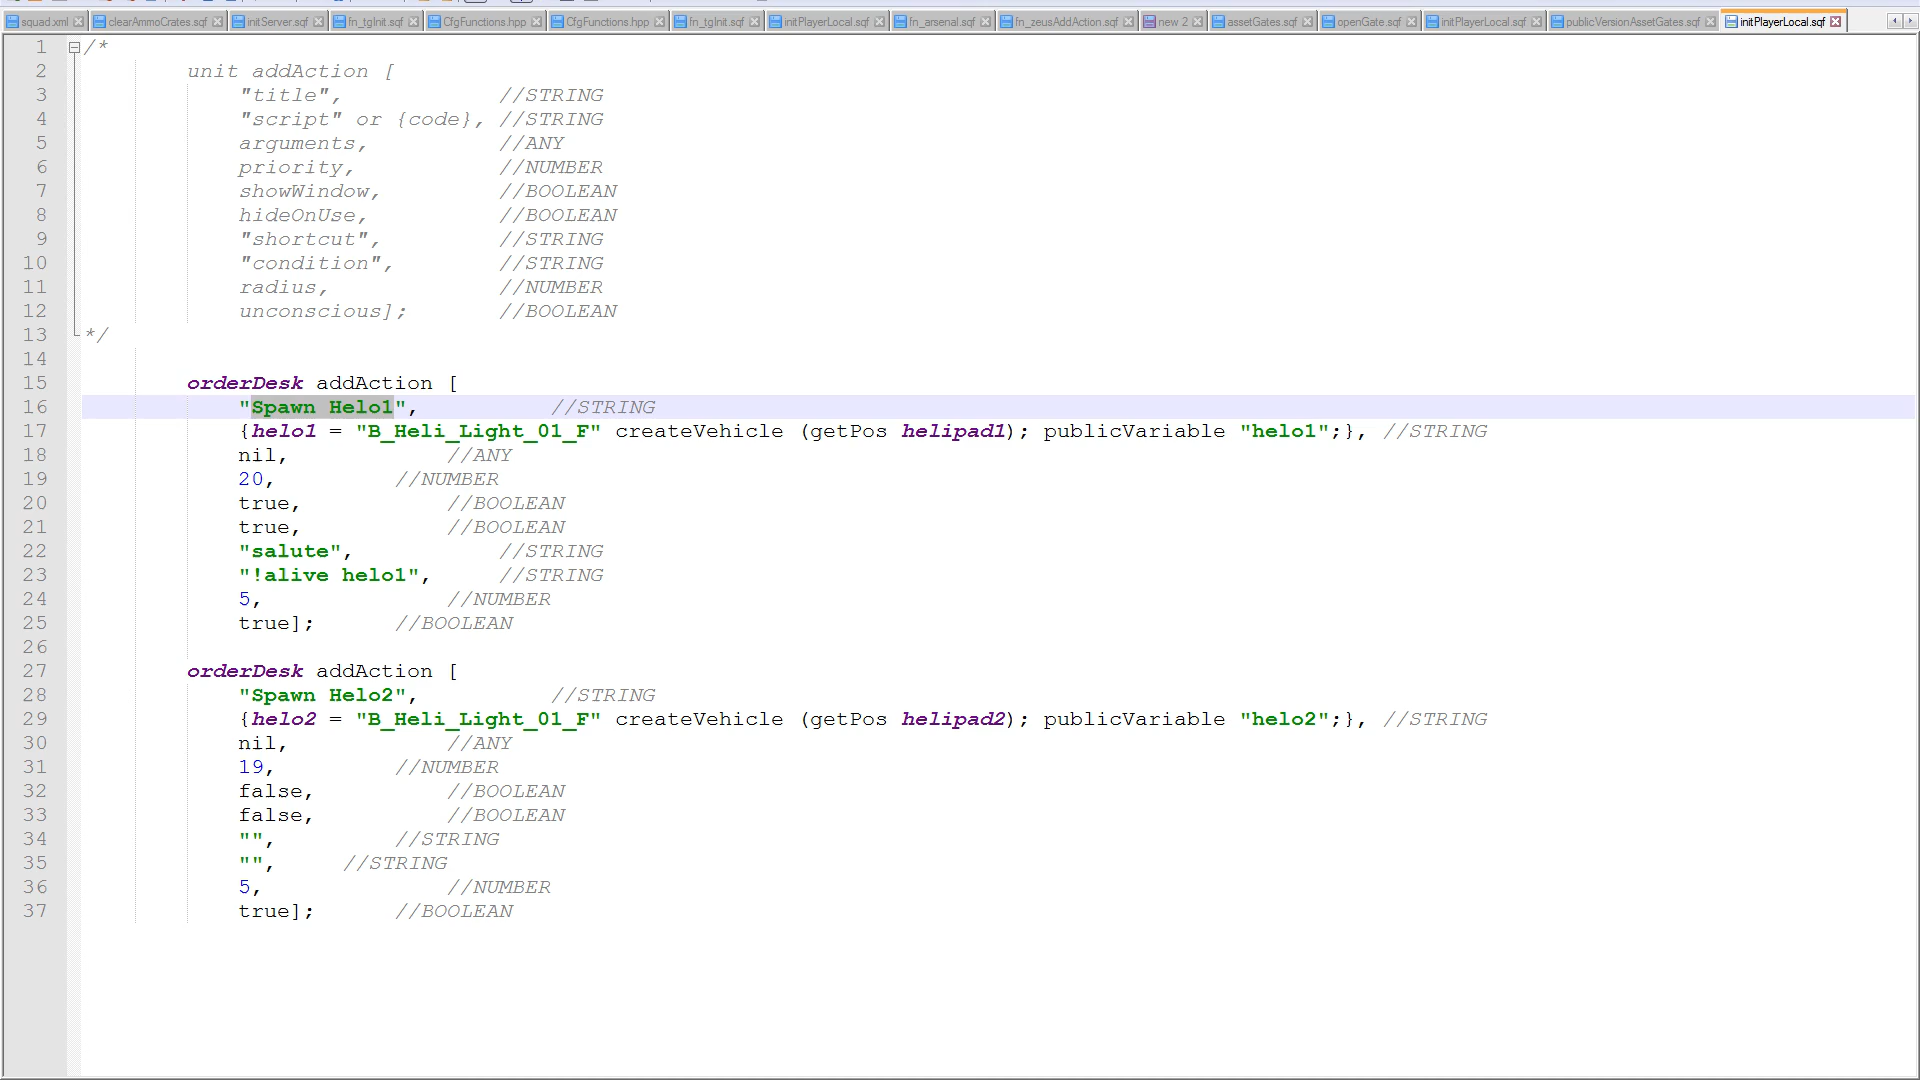 squad.xml clearAmmoCrates.sqf initServer.sqf fn_tgInit.sqf CfgFunctions.hpp CfgFunctions.hpp fn_tgInit.sqf initPlayerLocal.sqf fn_arsenal.sqf fn_zeusAddAction.sqf new 2 assetGates.sqf openGate.sqf initPlayerLocal.sqf publicVersionAssetGates.sqf initPlayerLocal.sqf
1 /*
2 unit addAction [
3 "title", //STRING
4 "script" or {code}, //STRING
5 arguments, //ANY
6 priority, //NUMBER
7 showWindow, //BOOLEAN
8 hideOnUse, //BOOLEAN
9 "shortcut", //STRING
10 "condition", //STRING
11 radius, //NUMBER
12 unconscious]; //BOOLEAN
13 */
14
15 orderDesk addAction [
16 "Spawn Helo1", //STRING
17 {helo1 = "B_Heli_Light_01_F" createVehicle (getPos helipad1); publicVariable "helo1";}, //STRING
18 nil, //ANY
19 20, //NUMBER
20 true, //BOOLEAN
21 true, //BOOLEAN
22 "salute", //STRING
23 "!alive helo1", //STRING
24 5, //NUMBER
25 true]; //BOOLEAN
26
27 orderDesk addAction [
28 "Spawn Helo2", //STRING
29 {helo2 = "B_Heli_Light_01_F" createVehicle (getPos helipad2); publicVariable "helo2";}, //STRING
30 nil, //ANY
31 19, //NUMBER
32 false, //BOOLEAN
33 false, //BOOLEAN
34 "", //STRING
35 "", //STRING
36 5, //NUMBER
37 true]; //BOOLEAN